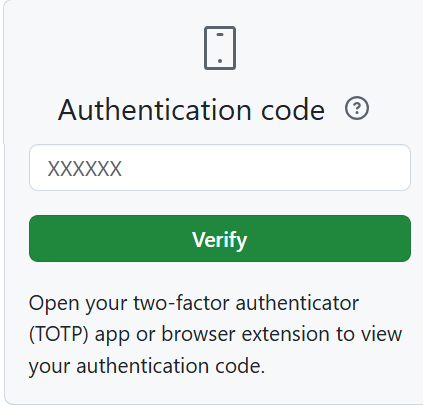 Authentication code ?
XXXXXX
Verify
Open your two-factor authenticator
(TOTP) app or browser extension to view
your authentication code.